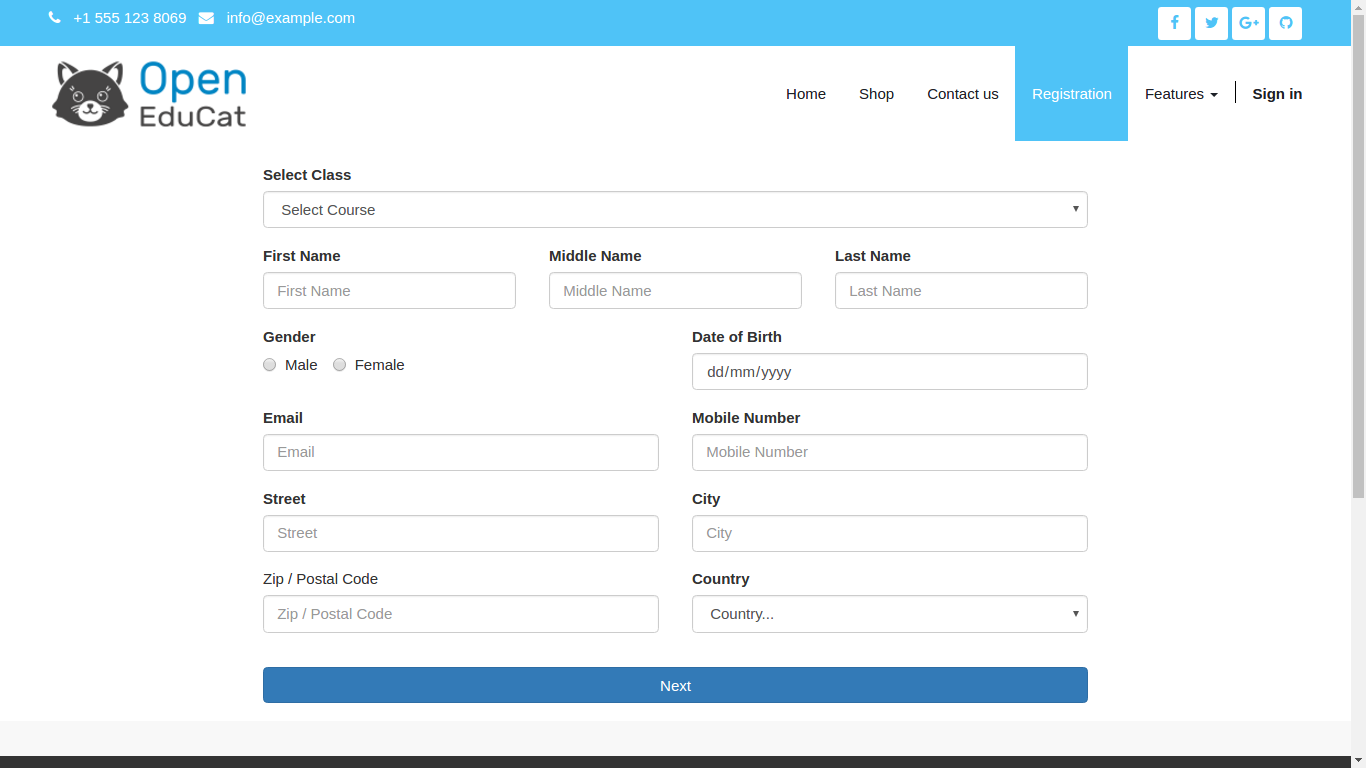 +1 555 123 8069 info@example.com
Open
EduCat
Home Shop Contact us Registration Features Sign in
Select Class
Select Course
First Name Middle Name Last Name
First Name Middle Name Last Name
Gender Date of Birth
Male Female dd/mm/yyyy
Email Mobile Number
Email Mobile Number
Street City
Street City
Zip / Postal Code Country
Zip / Postal Code Country...
Next